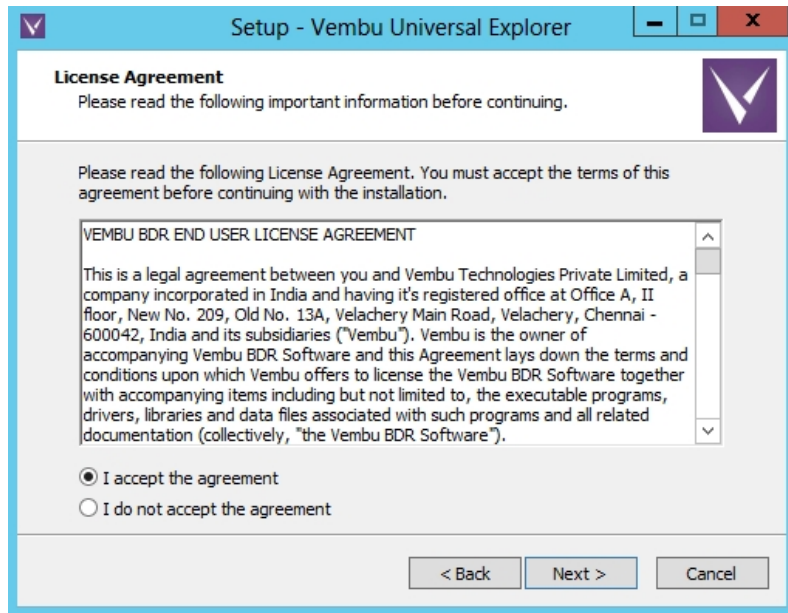 Setup - Vembu Universal Explorer
License Agreement
Please read the following important information before continuing.
Please read the following License Agreement. You must accept the terms of this
agreement before continuing with the installation.
VEMBU BDR END USER LICENSE AGREEMENT
This is a legal agreement between you and Vembu Technologies Private Limited, a
company incorporated in India and having it's registered office at Office A, II
floor, New No. 209, Old No. 13A, Velachery Main Road, Velachery, Chennai -
600042, India and its subsidiaries ("Vembu"). Vembu is the owner of
accompanying Vembu BDR Software and this Agreement lays down the terms and
conditions upon which Vembu offers to license the Vembu BDR Software together
with accompanying items including but not limited to, the executable programs,
drivers, libraries and data files associated with such programs and all related
documentation (collectively, "the Vembu BDR Software").
I accept the agreement
I do not accept the agreement
< Back Next > Cancel